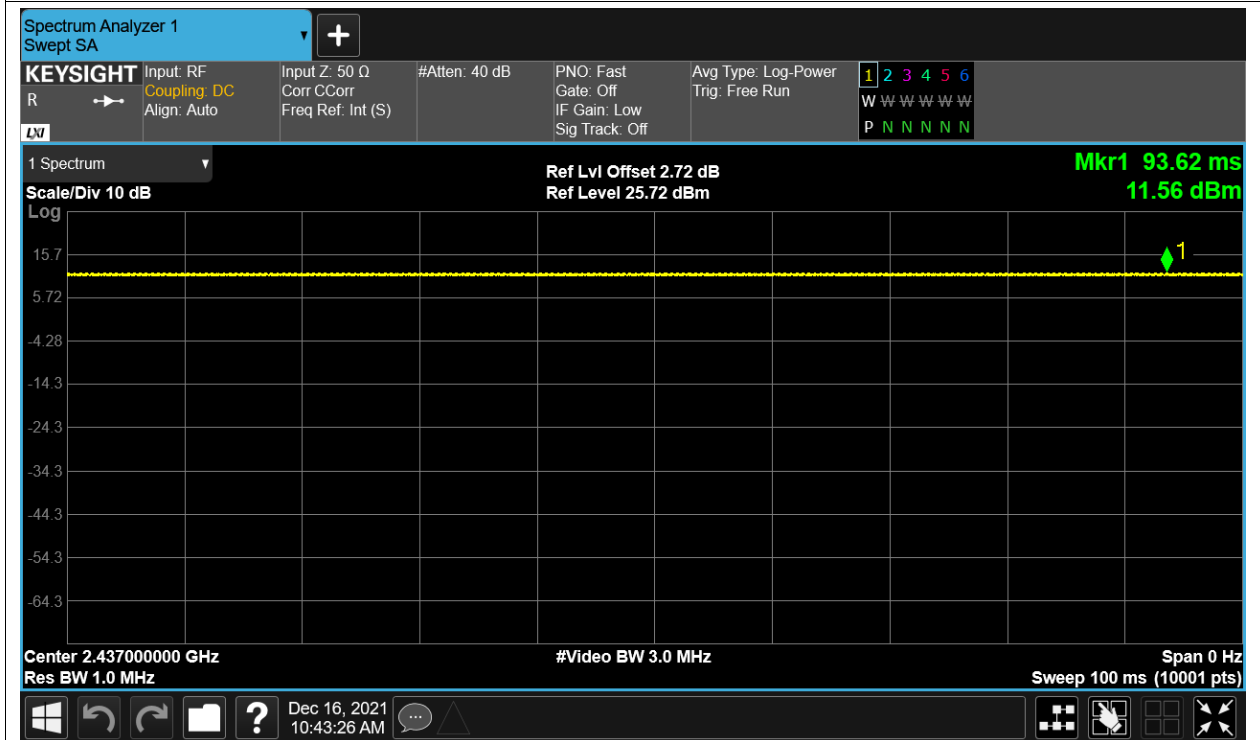 Spectrum Analyzer 1
Swept SA
+
KEYSIGHT
R
LXI
Input: RF
Coupling: DC
Align: Auto
Input Z: 50 Ω
Corr CCorr
Freq Ref: Int (S)
#Atten: 40 dB
PNO: Fast
Gate: Off
IF Gain: Low
Sig Track: Off
Avg Type: Log-Power
Trig: Free Run
1 2 3 4 5 6
W W W W W W
P N N N N N
1 Spectrum
Scale/Div 10 dB
Log
Ref Lvl Offset 2.72 dB
Ref Level 25.72 dBm
Mkr1 93.62 ms
11.56 dBm
1
15.7
5.72
-4.28
-14.3
-24.3
-34.3
-44.3
-54.3
-64.3
Center 2.437000000 GHz
Res BW 1.0 MHz
#Video BW 3.0 MHz
Span 0 Hz
Sweep 100 ms (10001 pts)
?
Dec 16, 2021
10:43:26 AM